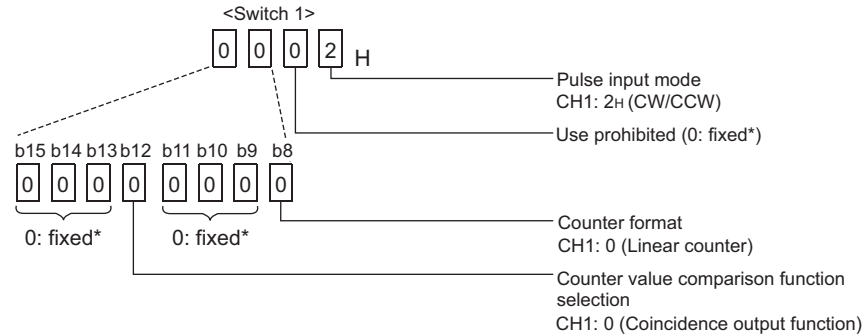 <Switch 1>
0 0 0 2 H
Pulse input mode
CH1: 2H (CW/CCW)
Use prohibited (0: fixed*)
b15 b14 b13 b12 b11 b10 b9 b8
0 0 0 0 0 0 0 0
0: fixed* 0: fixed*
Counter format
CH1: 0 (Linear counter)
Counter value comparison function
selection
CH1: 0 (Coincidence output function)